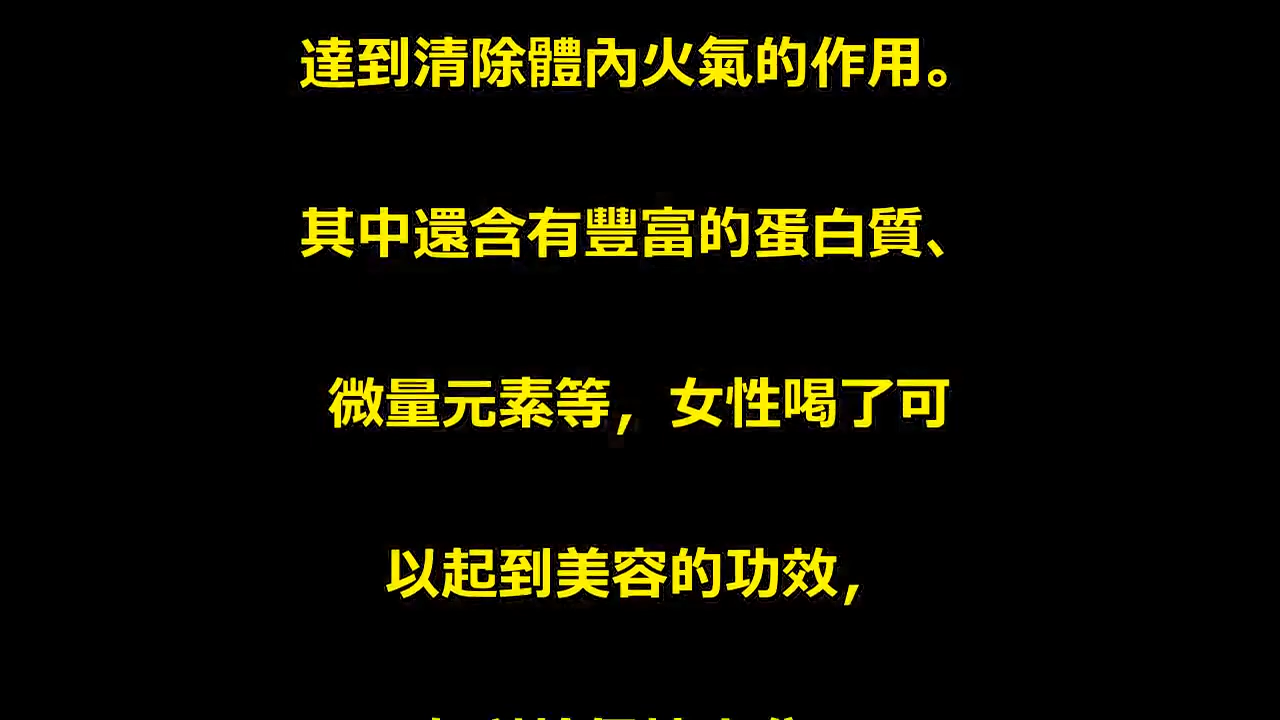 達到清除體內火氣的作用。
其中還含有豐富的蛋白質、
微量元素等，女性喝了可
以起到美容的功效，